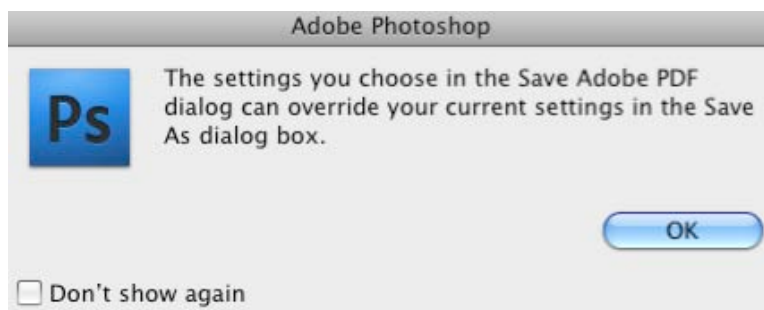 Adobe Photoshop
Ps
The settings you choose in the Save Adobe PDF
dialog can override your current settings in the Save
As dialog box.
OK
Don't show again